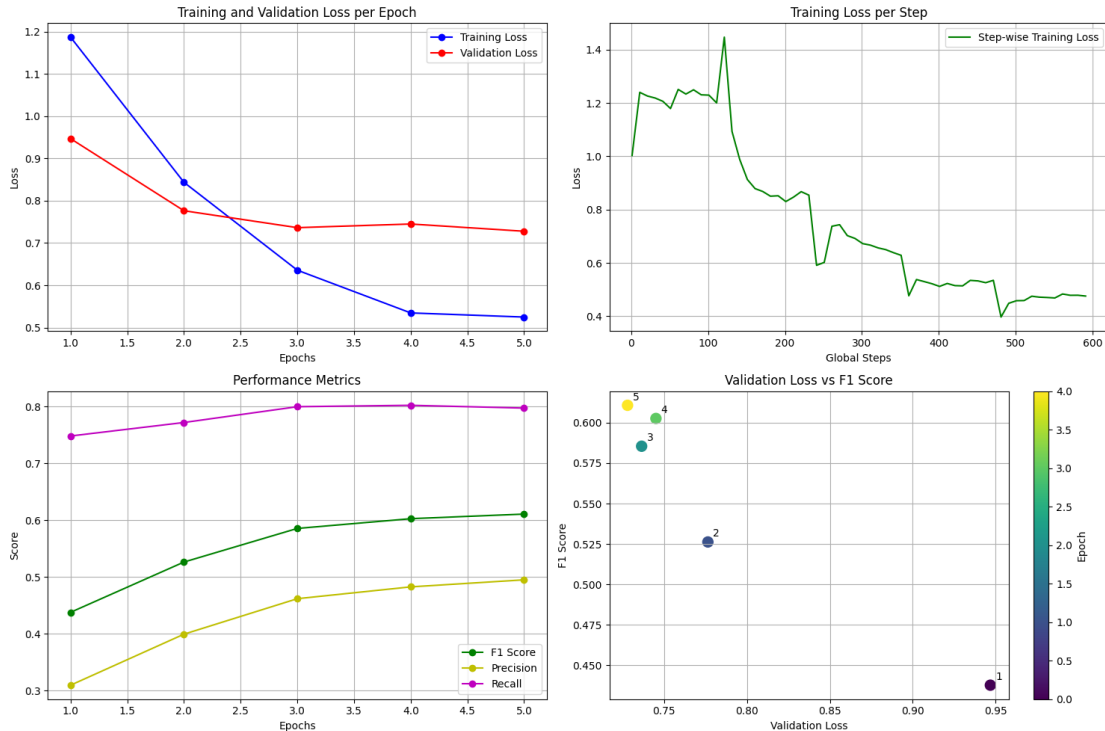 Training and Validation Loss per Epoch
1.2
1.1
1.0
0.9
0.8
0.7
0.6
0.5
Loss
Training Loss
Validation Loss
1.0 1.5 2.0 2.5 3.0 3.5 4.0 4.5 5.0
Epochs
Training Loss per Step
1.4
1.2
1.0
0.8
0.6
0.4
Loss
Step-wise Training Loss
0 100 200 300 400 500 600
Global Steps
Performance Metrics
0.8
0.7
0.6
0.5
0.4
0.3
Score
F1 Score
Precision
Recall
1.0 1.5 2.0 2.5 3.0 3.5 4.0 4.5 5.0
Epochs
Validation Loss vs F1 Score
0.600
0.575
0.550
0.525
0.500
0.475
0.450
F1 Score
5
4
3
2
1
0.75 0.80 0.85 0.90 0.95
Validation Loss
4.0
3.5
3.0
2.5
2.0
1.5
1.0
0.5
0.0
Epoch